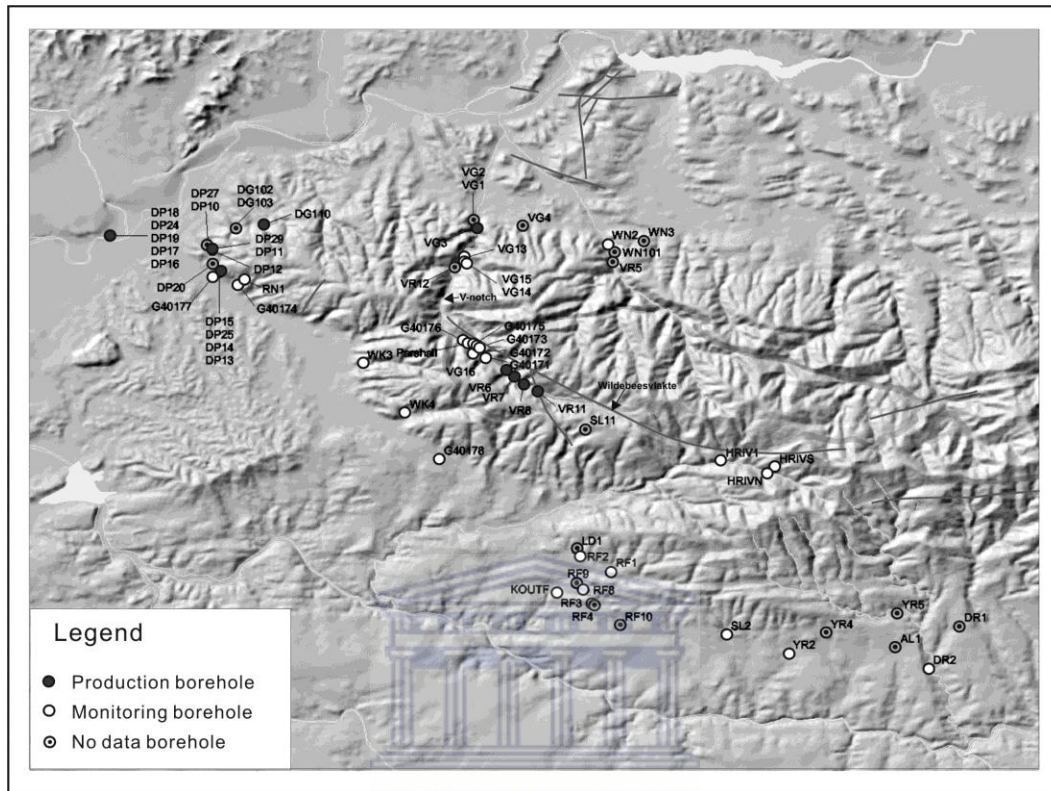 VG2
VG1
DG102
DG103
DP27
DP10
DG110
VG4
DP18
DP24
DP19
DP17
DP16
DP29
DP11
WN2
WN3
VG3
VG13
WN101
DP12
VR5
DP20
RN1
VR12
VG15
VG14
G40177
G40174
V-notch
DP15
DP25
DP14
DP13
G40176
G40175
G40173
Parshall
G40172
WK3
VG16
G40171
VR6
VR7
Wildebeesvlakte
VR8
VR11
WK4
SL11
G40178
HRIV1
HRIVS
HRIVN
LD1
RF2
RF1
RF9
KOUTF
RF8
RF3
RF4
RF10
YR5
DR1
SL2
YR4
AL1
YR2
DR2
Legend
Production borehole
Monitoring borehole
No data borehole